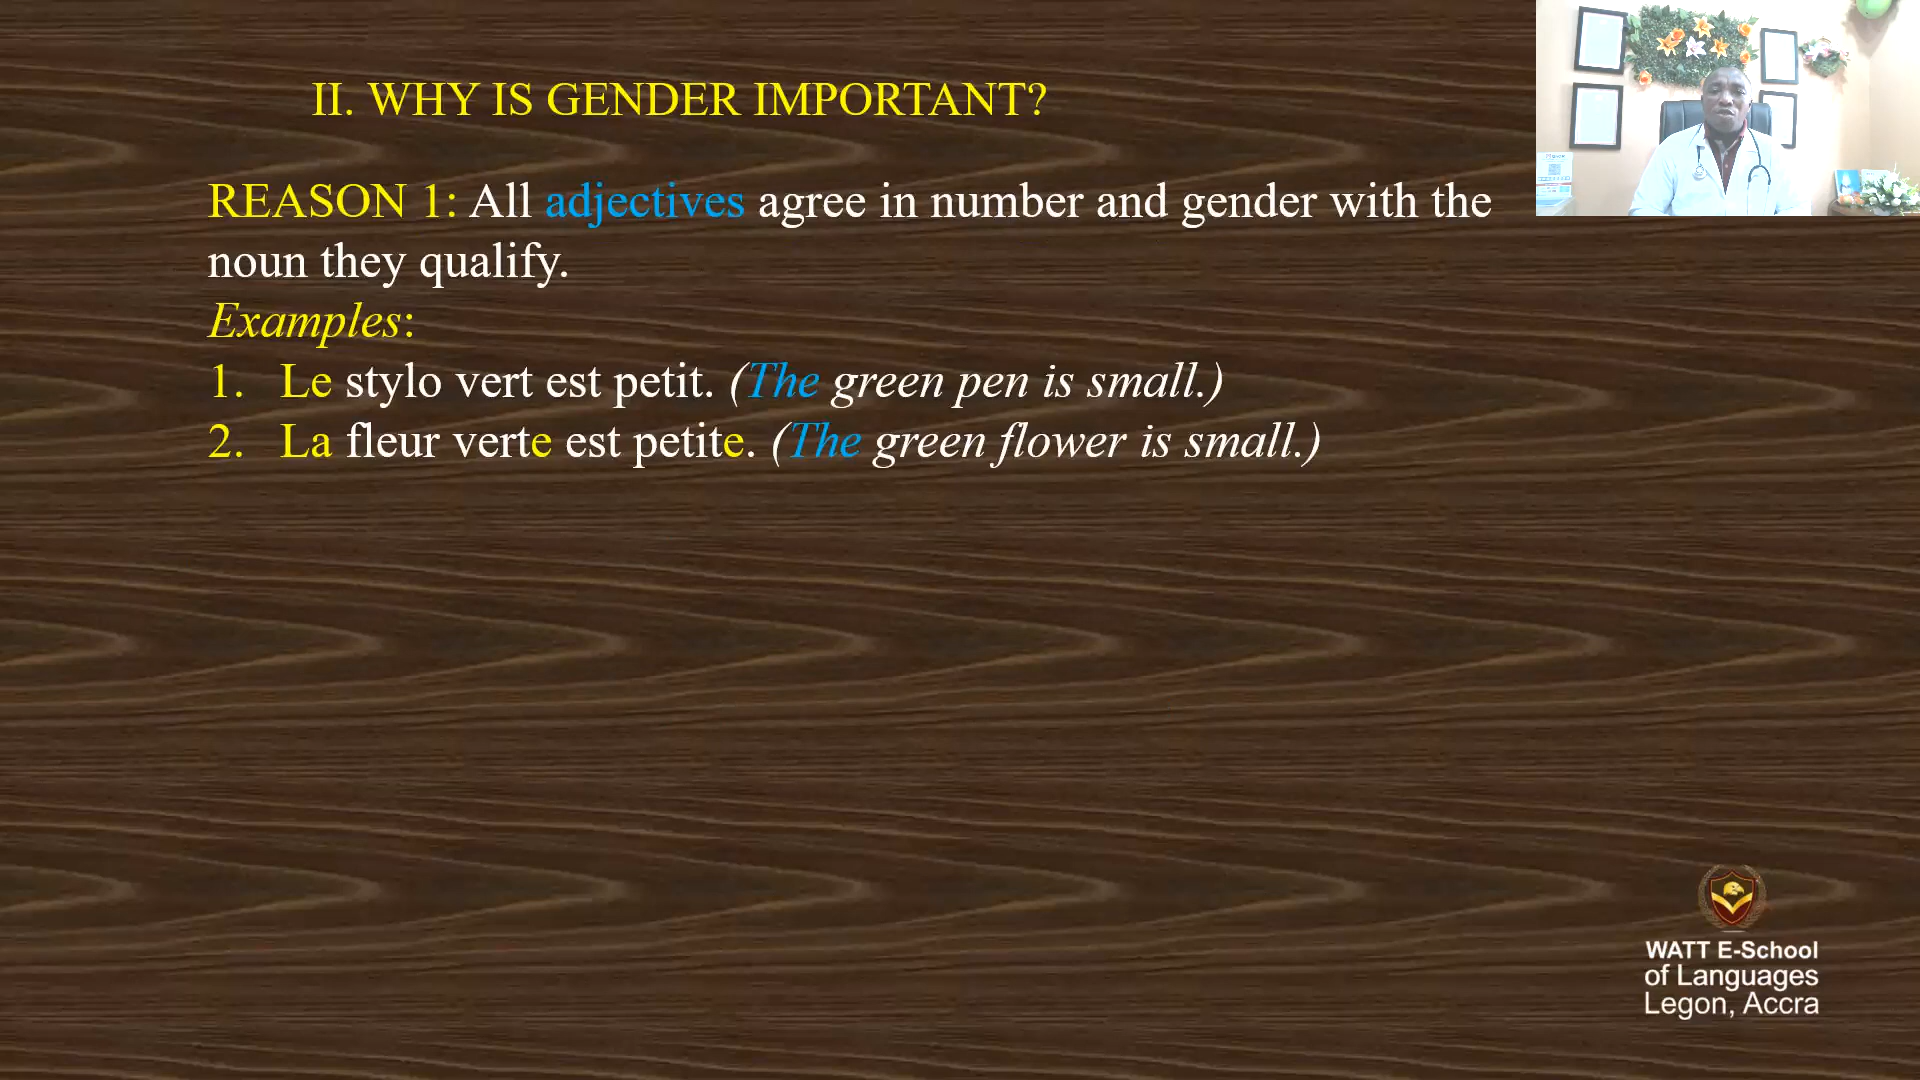 II. WHY IS GENDER IMPORTANT?
REASON 1: All adjectives agree in number and gender with the
noun they qualify.
Examples:
1. Le stylo vert est petit. (The green pen is small.)
2. La fleur verte est petite. (The green flower is small.)
WATT E-School
of Languages
Legon, Accra